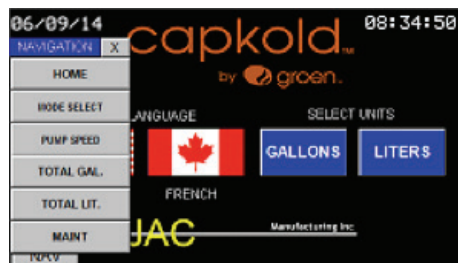 06/09/14
08:34:50
NAVIGATION X
capkold
by groen.
HOME
MODE SELECT
LANGUAGE
SELECT UNITS
PUMP SPEED
GALLONS
LITERS
TOTAL GAL.
TOTAL LIT.
FRENCH
MAINT
JAC
Manufacturing Inc
NAV